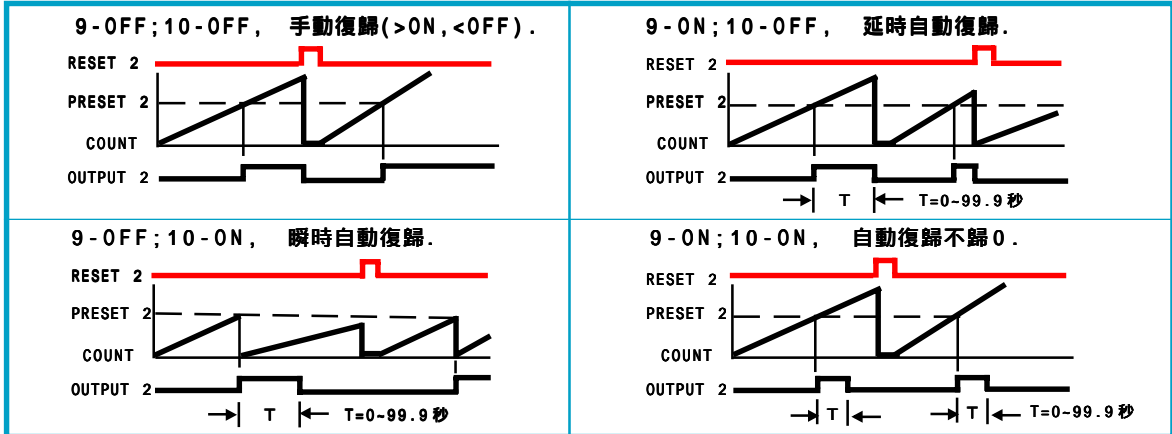 9-OFF;10-OFF, 手動復歸(>ON,<OFF).
RESET 2
PRESET 2
COUNT
OUTPUT 2
9-ON;10-OFF, 延時自動復歸.
RESET 2
PRESET 2
COUNT
OUTPUT 2
T T=0~99.9秒
9-OFF;10-ON, 瞬時自動復歸.
RESET 2
PRESET 2
COUNT
OUTPUT 2
T T=0~99.9秒
9-ON;10-ON, 自動復歸不歸0.
RESET 2
PRESET 2
COUNT
OUTPUT 2
T T T=0~99.9秒